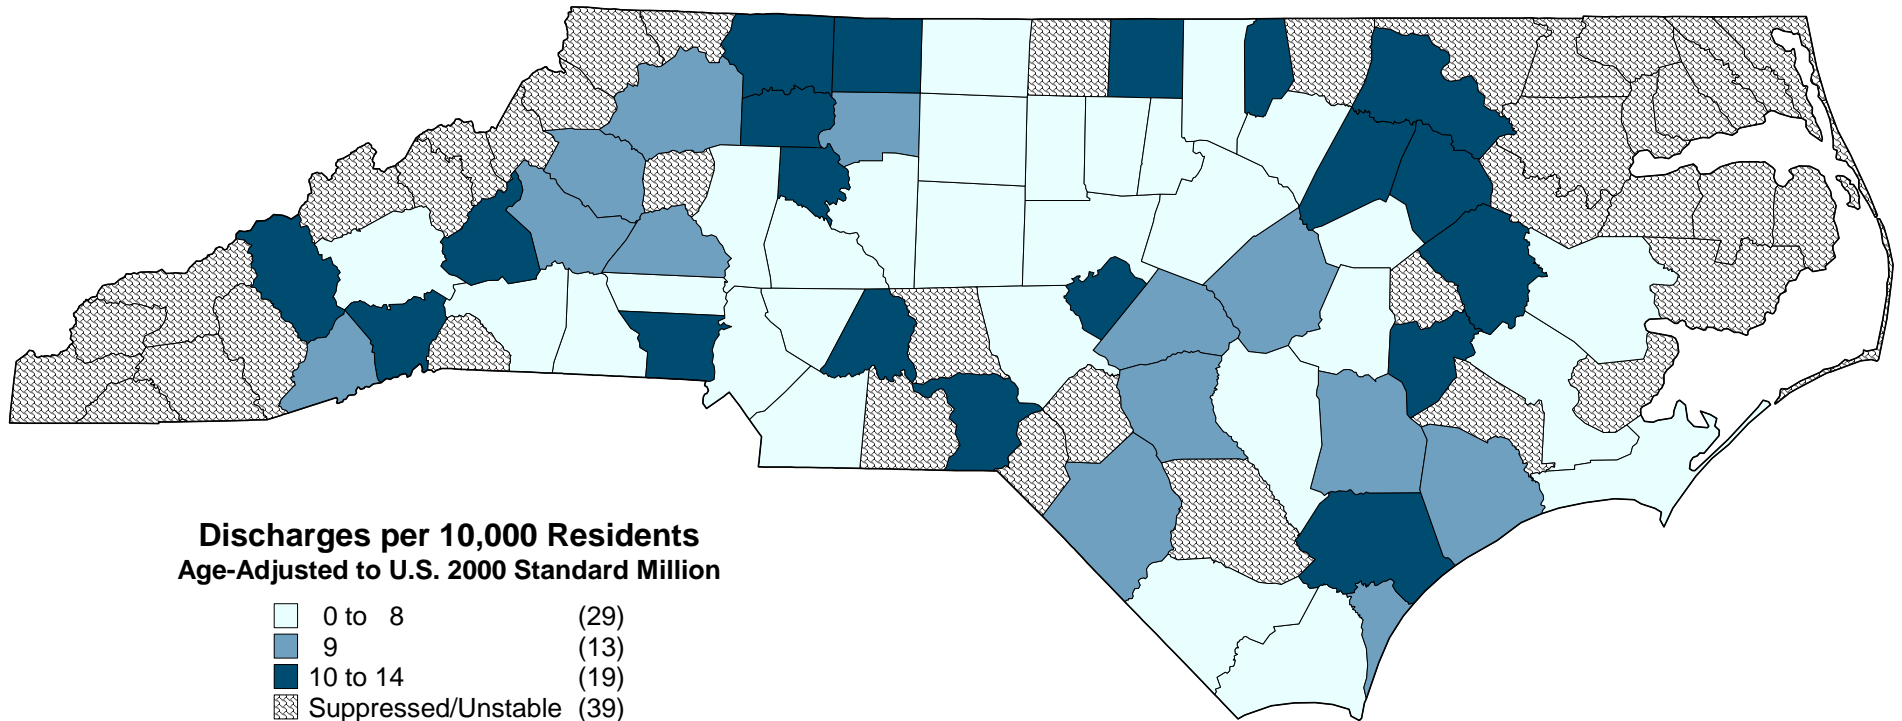 Discharges per 10,000 Residents
Age-Adjusted to U.S. 2000 Standard Million
0 to 8 (29)
9 (13)
10 to 14 (19)
Suppressed/Unstable (39)